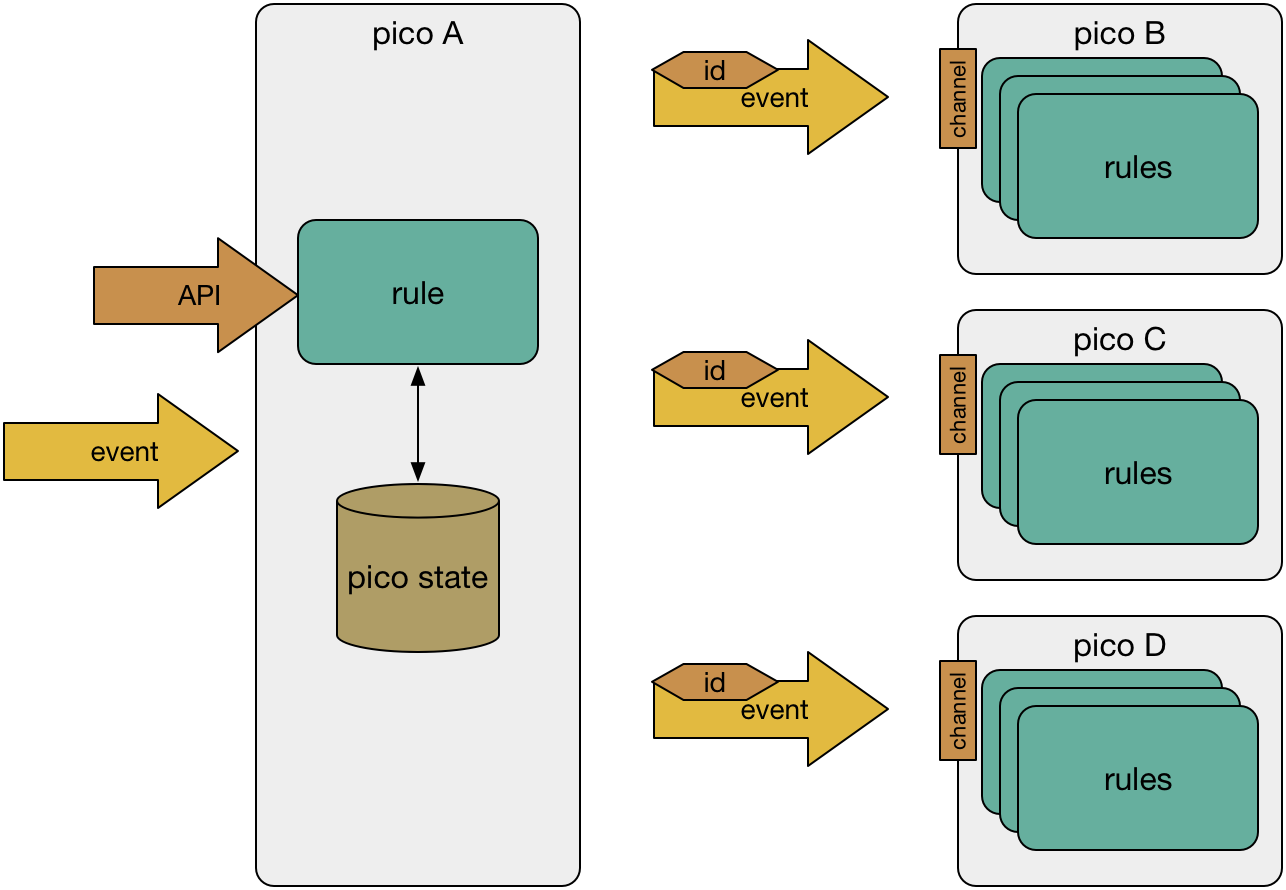 pico A
API
rule
event
pico state
id
event
pico B
channel
rules
id
event
pico C
channel
rules
id
event
pico D
channel
rules